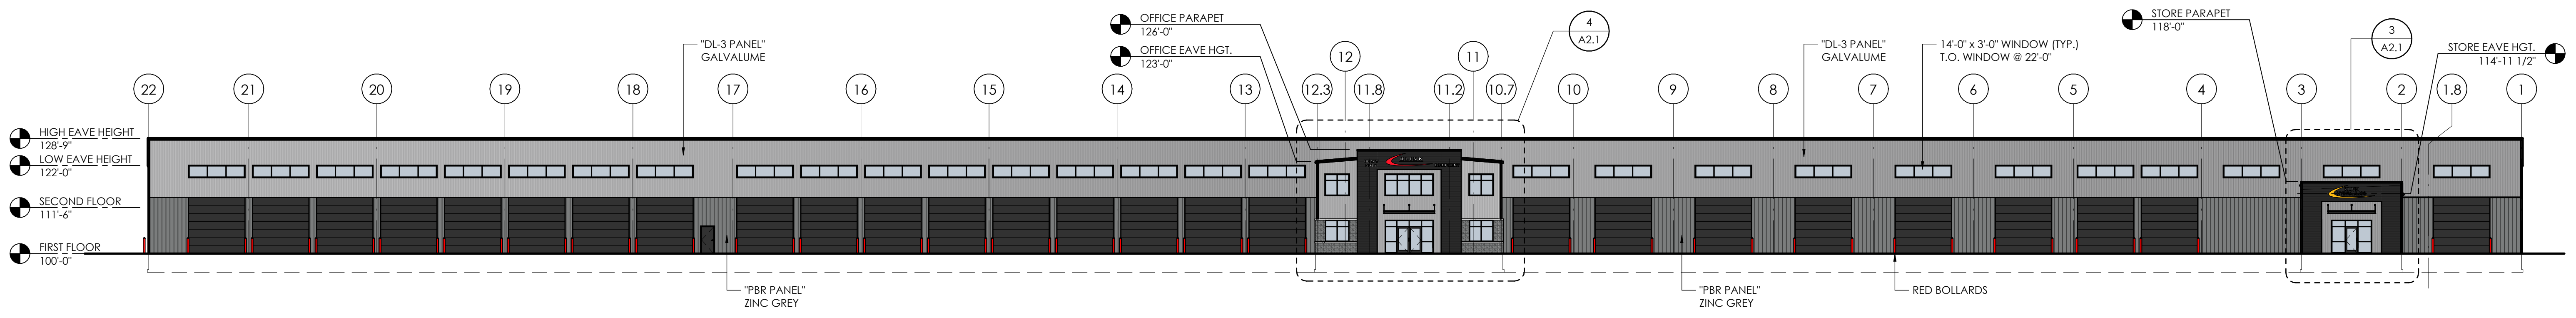 OFFICE PARAPET
126'-0"
OFFICE EAVE HGT.
123'-0"
4
A2.1
STORE PARAPET
118'-0"
3
A2.1
STORE EAVE HGT.
114'-11 1/2"
"DL-3 PANEL"
GALVALUME
"DL-3 PANEL"
GALVALUME
14'-0" x 3'-0" WINDOW (TYP.)
T.O. WINDOW @ 22'-0"
12
11
22
21
20
19
18
17
16
15
14
13
12.3
11.8
11.2
10.7
10
9
8
7
6
5
4
3
2
1.8
1
HIGH EAVE HEIGHT
128'-9"
LOW EAVE HEIGHT
122'-0"
SECOND FLOOR
111'-6"
FIRST FLOOR
100'-0"
"PBR PANEL"
ZINC GREY
"PBR PANEL"
ZINC GREY
RED BOLLARDS